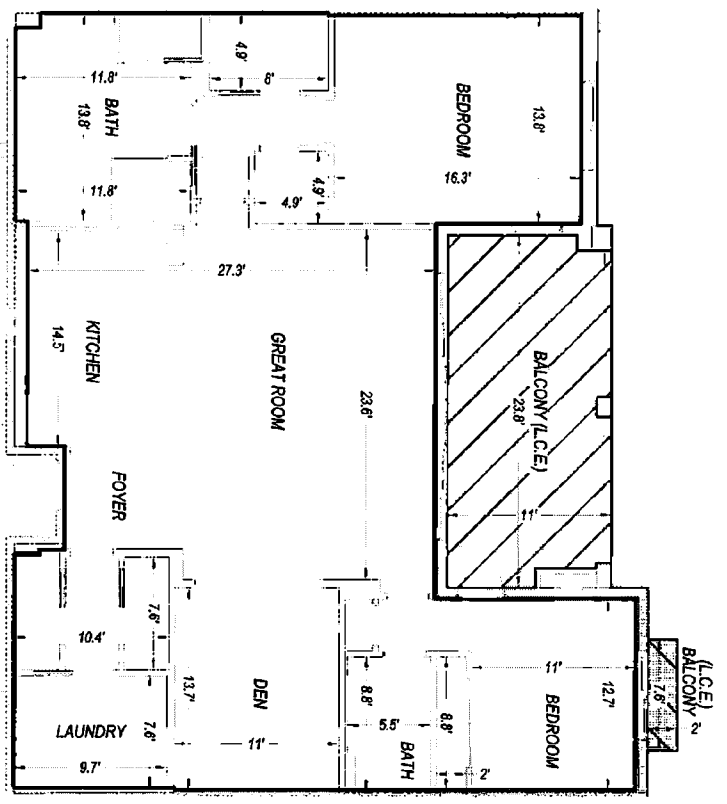 4.9'
8'
11.8'
13.8'
BATH
11.8'
4.9'
4.9'
BEDROOM
13.8'
16.3'
27.3'
KITCHEN
14.5'
GREAT ROOM
23.6'
BALCONY (L.C.E.)
23.8'
11'
FOYER
7.6'
10.4'
13.7'
DEN
LAUNDRY
7.6'
9.7'
11'
8.8'
5.5'
8.8'
BATH
2'
11'
12.7'
BEDROOM
(L.C.E.)
BALCONY
7.6'
2'